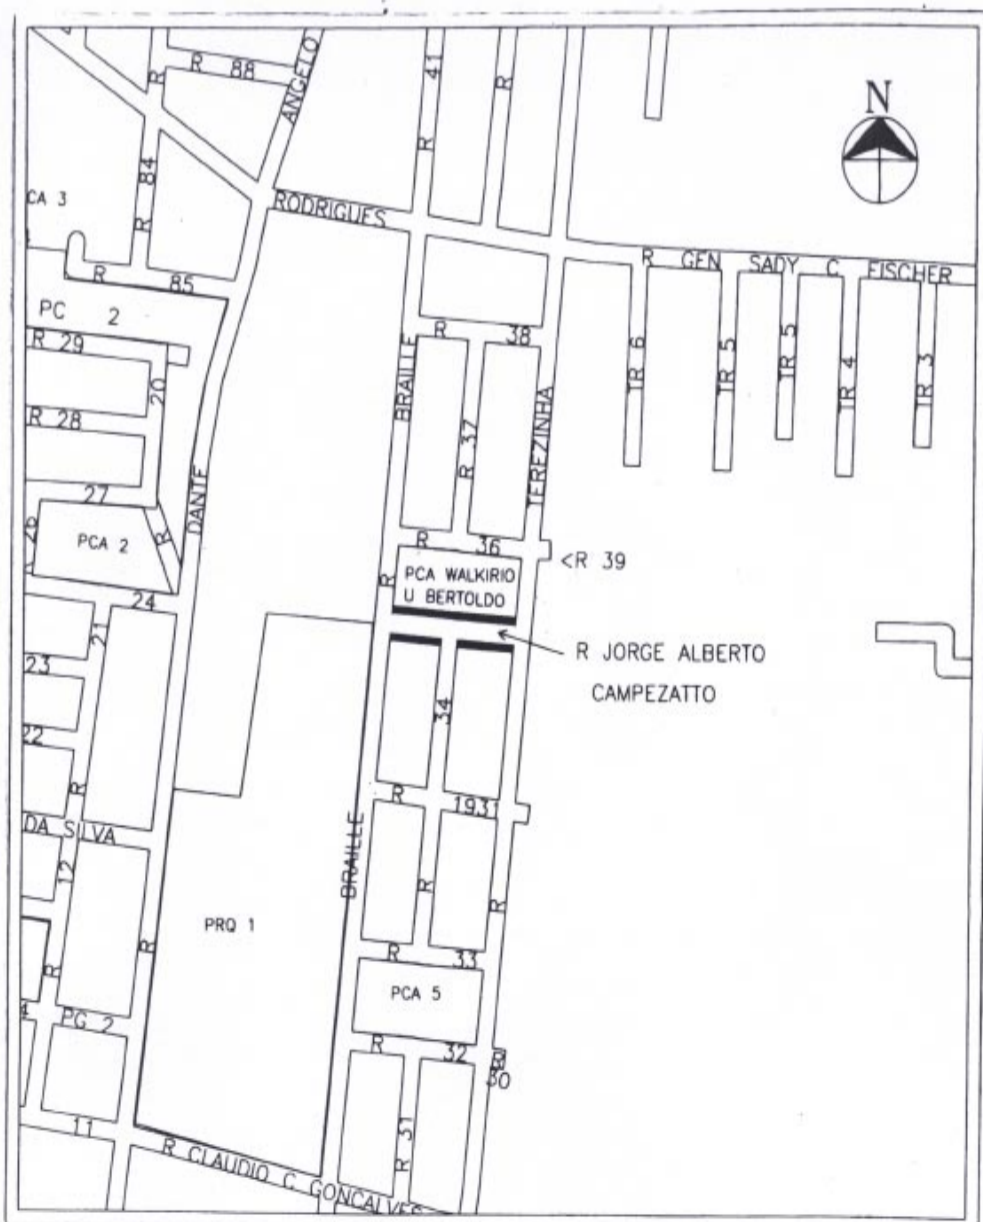 R 88
ANGELO
R 41
R
R
N
R 84
CA 3
RODRIGUES
R GEN SADY C FISCHER
R 85
PC 2
R 29
20
R 38
BRAILLE
R 37
TEREZINHA
TR 6
TR 5
TR 5
TR 4
TR 3
R 28
27
DANTE
R
26
PCA 2
R 36
<R 39
R
PCA WALKIRIO
U BERTOLDO
24
R JORGE ALBERTO
CAMPEZATTO
21
23
34
22
R
R 1931
DA SILVA
BRAILLE
12
R
R
PRQ 1
R
R
R 33
PCA 5
4
PG 2
R 32
R
30
11
R 31
R CLAUDIO C GONCALVES